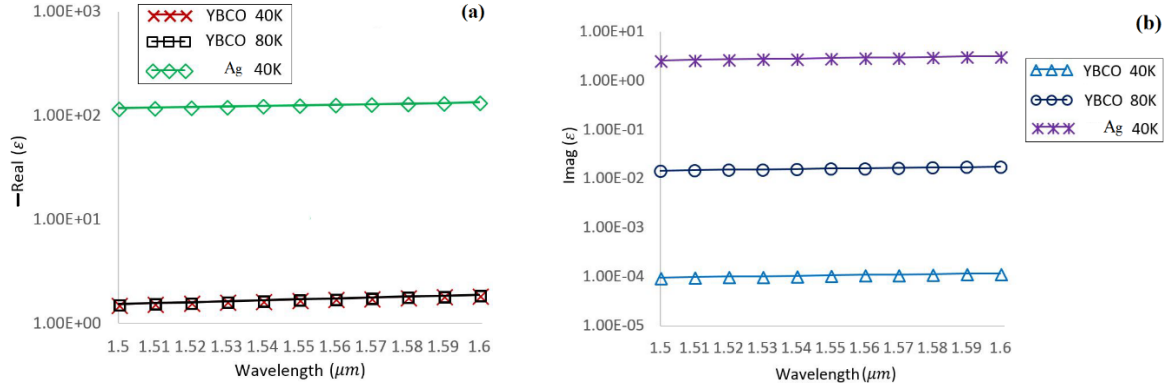 (a)
YBCO 40K
YBCO 80K
Ag 40K
1.00E+03
1.00E+02
1.00E+01
1.00E+00
—Real (ε)
1.5 1.51 1.52 1.53 1.54 1.55 1.56 1.57 1.58 1.59 1.6
Wavelength (μm)
(b)
YBCO 40K
YBCO 80K
Ag 40K
1.00E+01
1.00E+00
1.00E-01
1.00E-02
1.00E-03
1.00E-04
1.00E-05
Imag (ε)
1.5 1.51 1.52 1.53 1.54 1.55 1.56 1.57 1.58 1.59 1.6
Wavelength (μm)